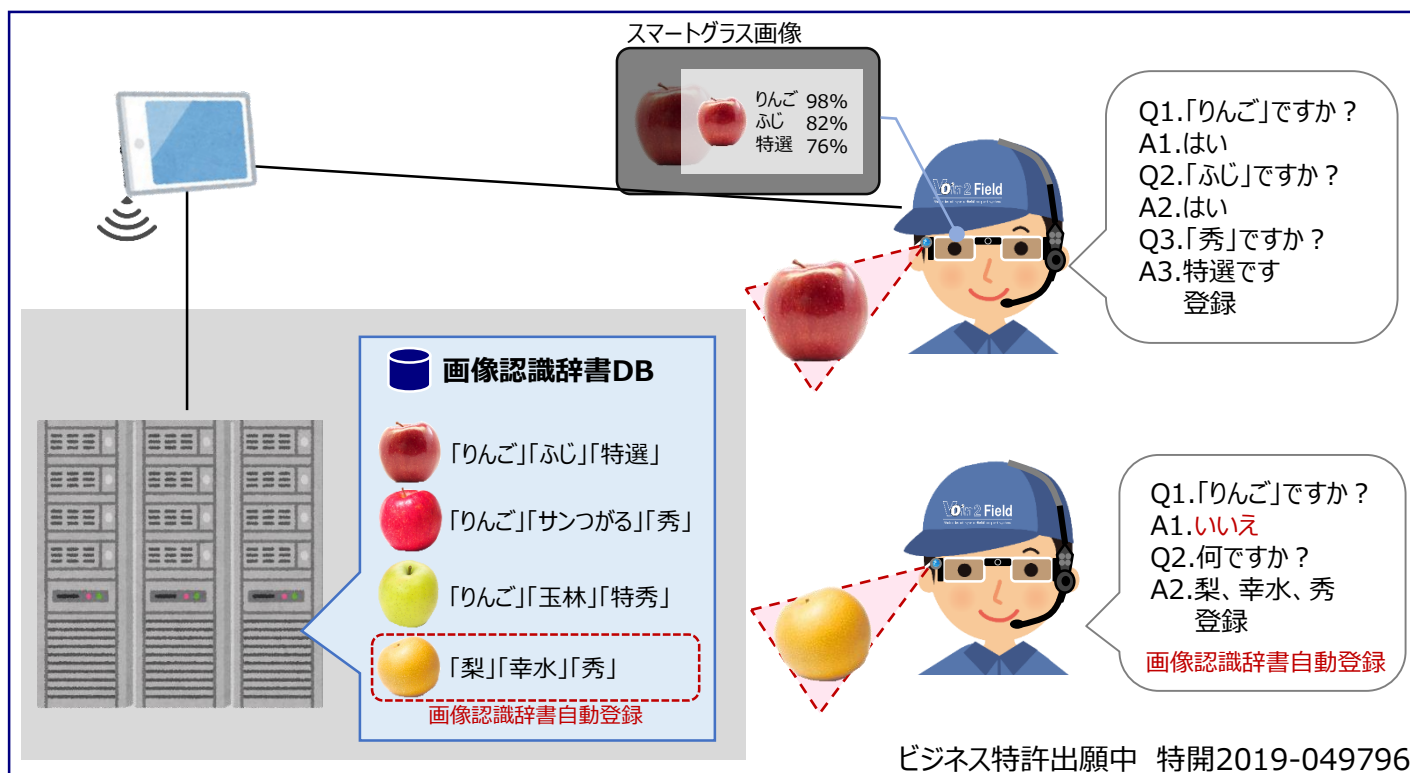 スマートグラス画像
りんご 98%
ふじ 82%
特選 76%
Q1.「りんご」ですか？
A1.はい
Q2.「ふじ」ですか？
A2.はい
Q3.「秀」ですか？
A3.特選です
登録
Voice 2 Field
画像認識辞書DB
「りんご」「ふじ」「特選」
「りんご」「サンつがる」「秀」
「りんご」「玉林」「特秀」
「梨」「幸水」「秀」
画像認識辞書自動登録
Voice 2 Field
Q1.「りんご」ですか？
A1.いいえ
Q2.何ですか？
A2.梨、幸水、秀
登録
画像認識辞書自動登録
ビジネス特許出願中 特開2019-049796